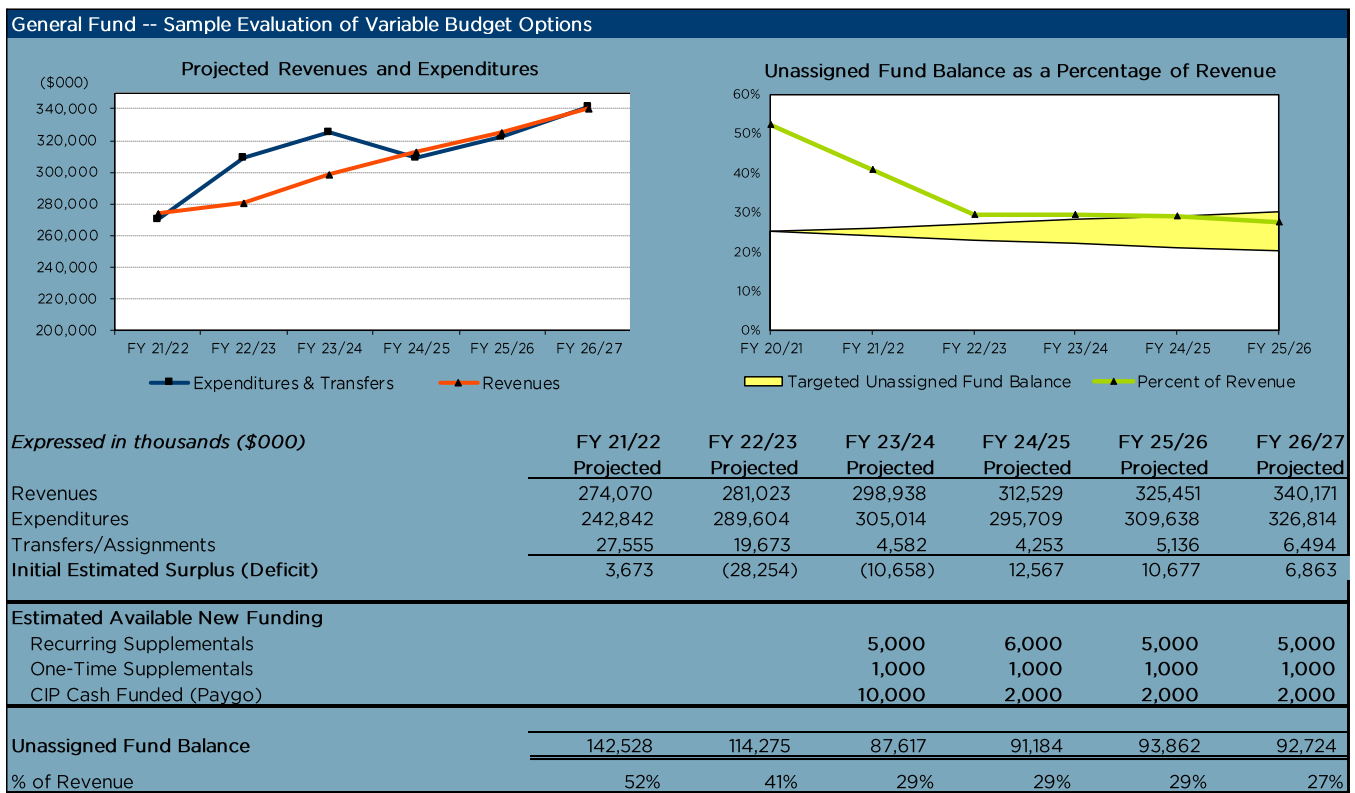 General Fund -- Sample Evaluation of Variable Budget Options
Projected Revenues and Expenditures
($000)
340,000
320,000
300,000
280,000
260,000
240,000
220,000
200,000
FY 21/22 FY 22/23 FY 23/24 FY 24/25 FY 25/26 FY 26/27
Expenditures & Transfers Revenues
Unassigned Fund Balance as a Percentage of Revenue
60%
50%
40%
30%
20%
10%
0%
FY 20/21 FY 21/22 FY 22/23 FY 23/24 FY 24/25 FY 25/26
Targeted Unassigned Fund Balance Percent of Revenue
Expressed in thousands ($000) FY 21/22 FY 22/23 FY 23/24 FY 24/25 FY 25/26 FY 26/27
Projected Projected Projected Projected Projected Projected
Revenues 274,070 281,023 298,938 312,529 325,451 340,171
Expenditures 242,842 289,604 305,014 295,709 309,638 326,814
Transfers/Assignments 27,555 19,673 4,582 4,253 5,136 6,494
Initial Estimated Surplus (Deficit) 3,673 (28,254) (10,658) 12,567 10,677 6,863
Estimated Available New Funding
Recurring Supplementals 5,000 6,000 5,000 5,000
One-Time Supplementals 1,000 1,000 1,000 1,000
CIP Cash Funded (Paygo) 10,000 2,000 2,000 2,000
Unassigned Fund Balance 142,528 114,275 87,617 91,184 93,862 92,724
% of Revenue 52% 41% 29% 29% 29% 27%